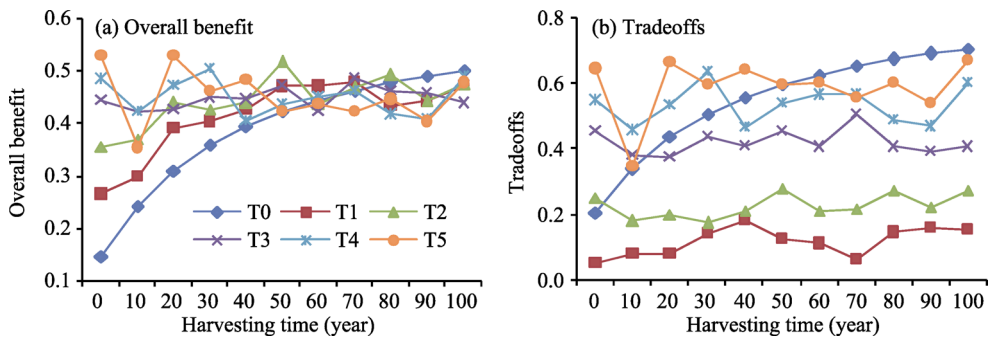 (a) Overall benefit
Overall benefit
0.6
0.5
0.4
0.3
0.2
0.1
T0 T1 T2
T3 T4 T5
0 10 20 30 40 50 60 70 80 90 100
Harvesting time (year)
(b) Tradeoffs
Tradeoffs
0.8
0.6
0.4
0.2
0.0
0 10 20 30 40 50 60 70 80 90 100
Harvesting time (year)